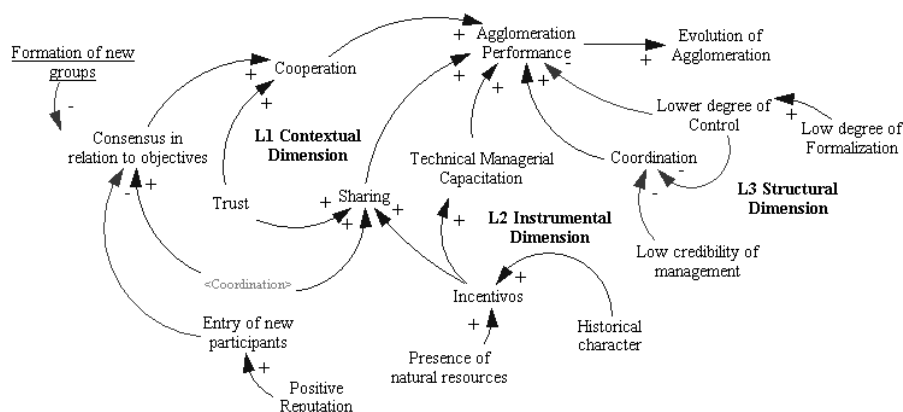 Formation of new
groups
-
Consensus in
relation to objectives
+
-
+
Cooperation
+
L1 Contextual
Dimension
Trust
+
Agglomeration
Performance
+
+
+
+
-
Evolution of
Agglomeration
+
Lower degree of
Control
+
Low degree of
Formalization
Coordination
-
-
L3 Structural
Dimension
Low credibility of
management
Technical Managerial
Capacitation
+
Sharing
+
+
+
L2 Instrumental
Dimension
<Coordination>
Incentivos
+
+
Historical
character
Presence of
natural resources
Entry of new
participants
+
Positive
Reputation